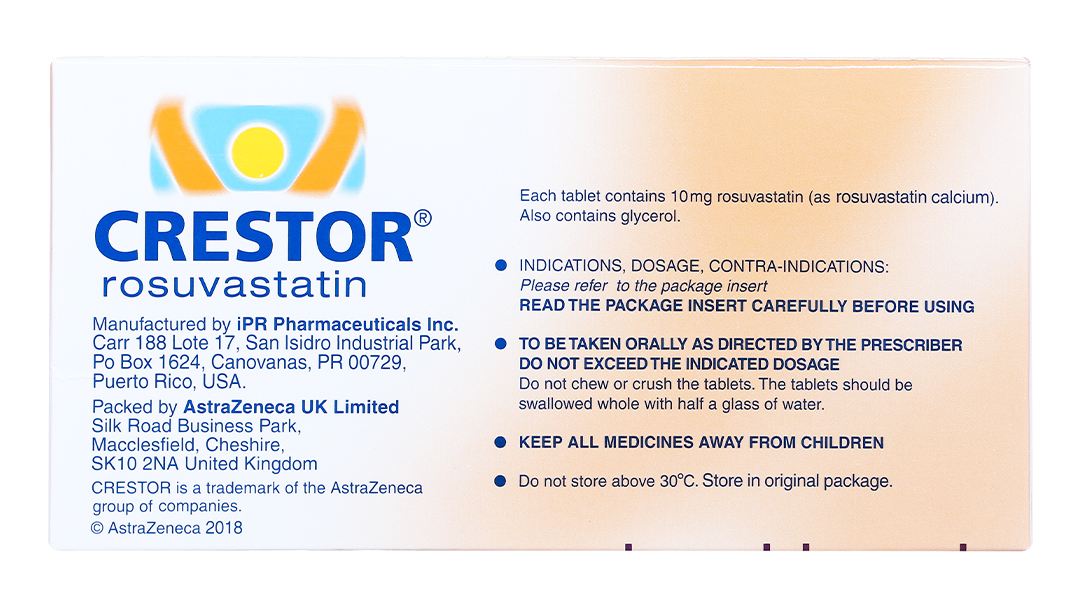 CRESTOR®
rosuvastatin
Manufactured by iPR Pharmaceuticals Inc.
Carr 188 Lote 17, San Isidro Industrial Park,
Po Box 1624, Canovanas, PR 00729,
Puerto Rico, USA.
Packed by AstraZeneca UK Limited
Silk Road Business Park,
Macclesfield, Cheshire,
SK10 2NA United Kingdom
CRESTOR is a trademark of the AstraZeneca
group of companies.
© AstraZeneca 2018
Each tablet contains 10mg rosuvastatin (as rosuvastatin calcium).
Also contains glycerol.
● INDICATIONS, DOSAGE, CONTRA-INDICATIONS:
Please refer to the package insert
READ THE PACKAGE INSERT CAREFULLY BEFORE USING
● TO BE TAKEN ORALLY AS DIRECTED BY THE PRESCRIBER
DO NOT EXCEED THE INDICATED DOSAGE
Do not chew or crush the tablets. The tablets should be
swallowed whole with half a glass of water.
● KEEP ALL MEDICINES AWAY FROM CHILDREN
● Do not store above 30°C. Store in original package.